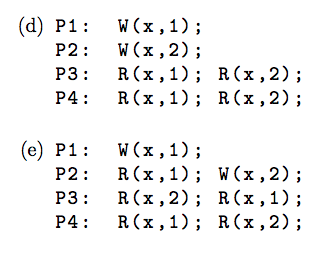 (d) P1: W(x,1);
P2: W(x,2);
P3: R(x,1); R(x,2);
P4: R(x,1); R(x,2);
(e) P1: W(x,1);
P2: R(x,1); W(x,2);
P3: R(x,2); R(x,1);
P4: R(x,1); R(x,2);